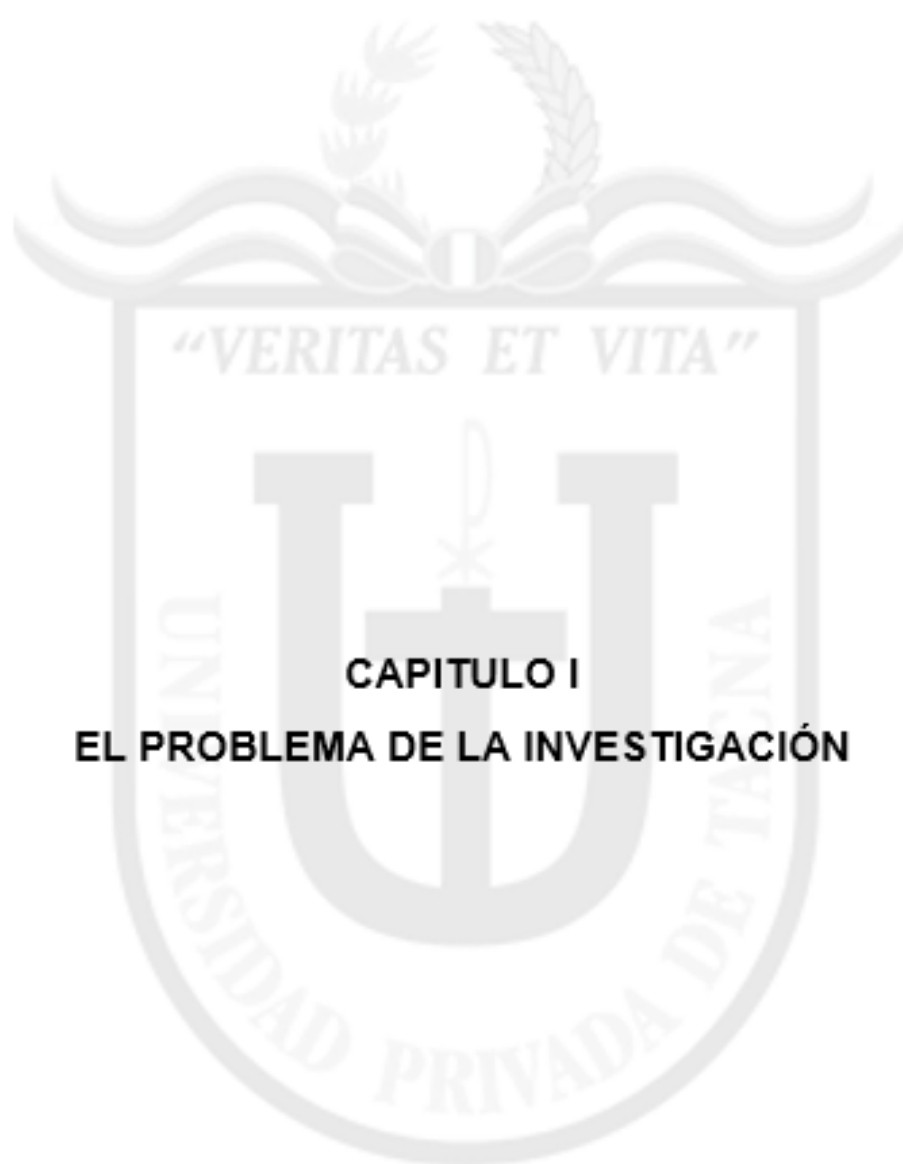 “VERITAS ET VITA”
CAPITULO I
EL PROBLEMA DE LA INVESTIGACIÓN
UNIVERSIDAD PRIVADA DE TACNA